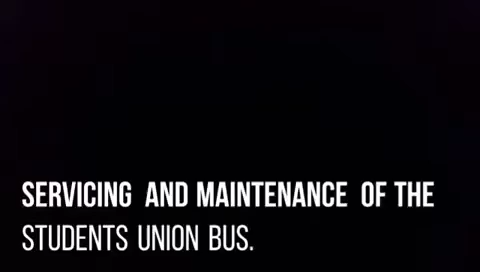 SERVICING AND MAINTENANCE OF THE
STUDENTS UNION BUS.